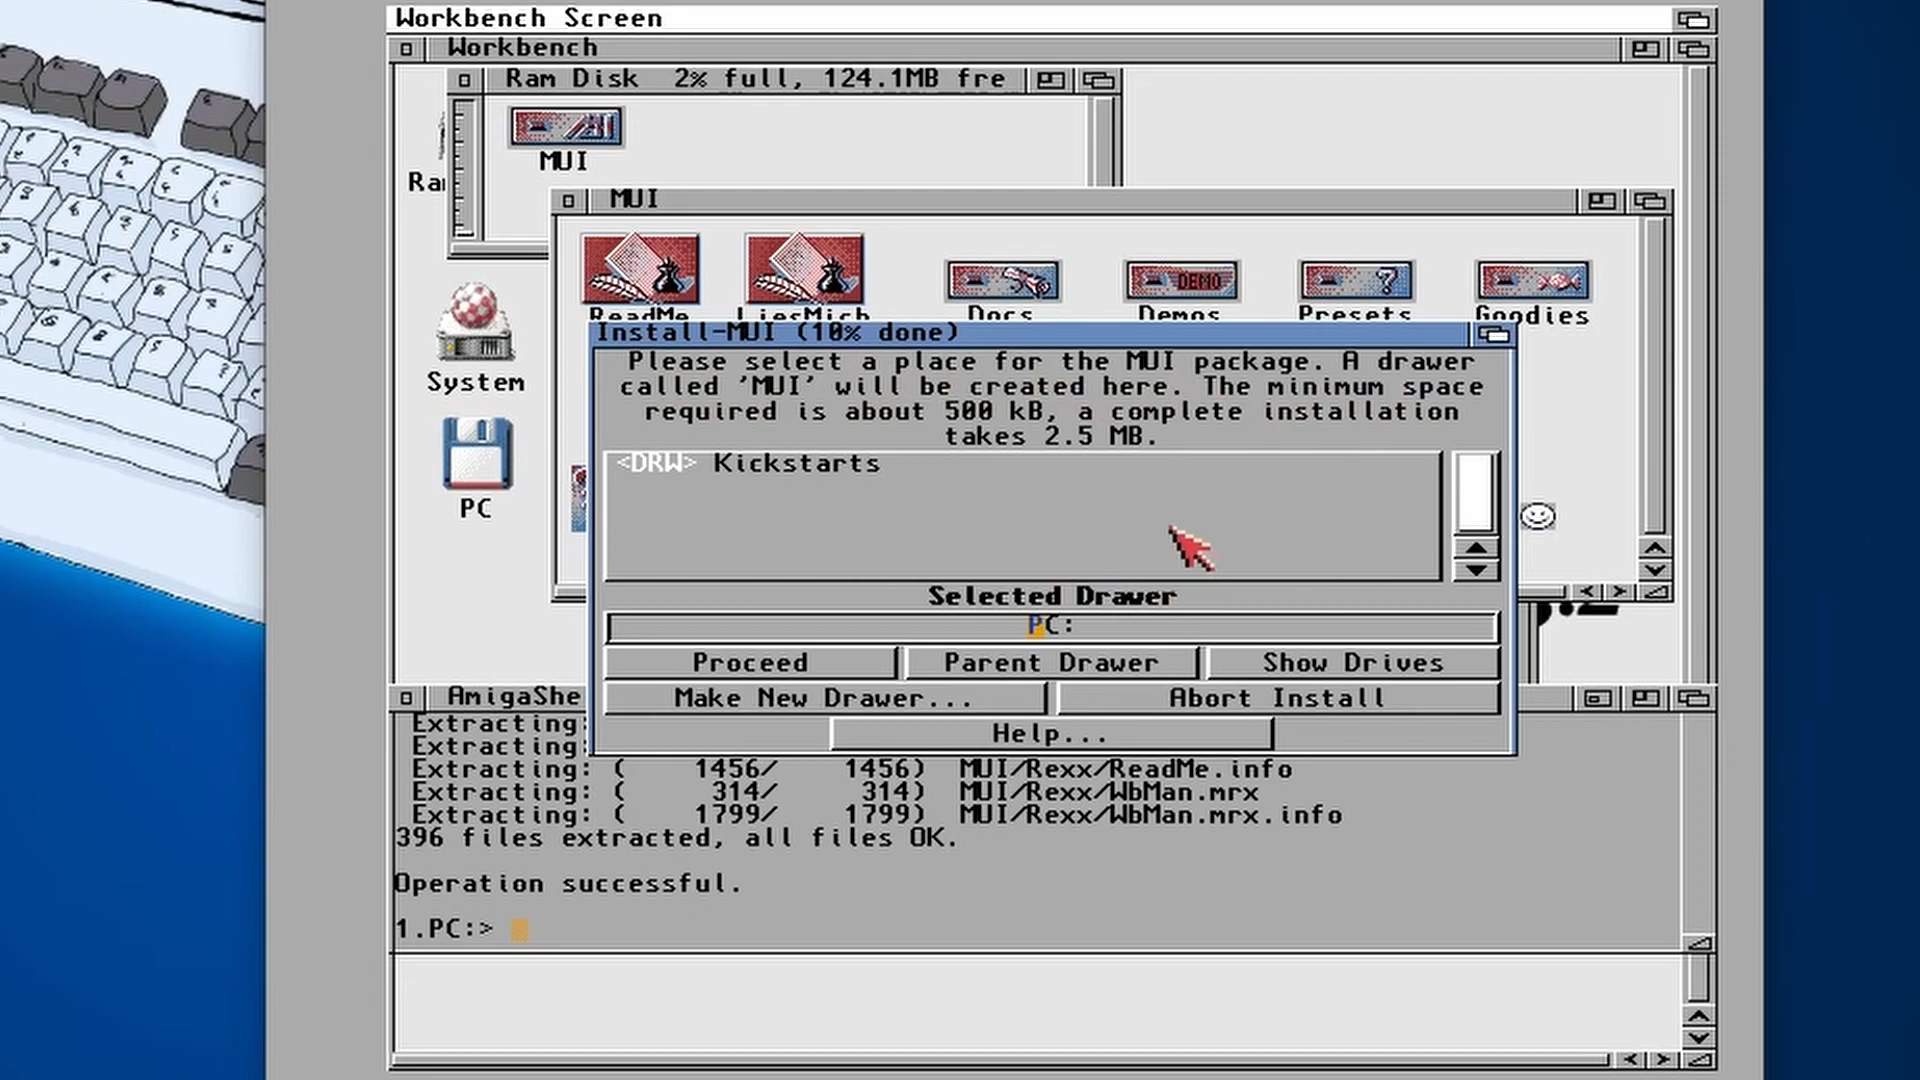 Workbench Screen
Workbench
Ram Disk 2% full, 124.1MB fre
MUI
MUI
ReadMe LiesMich Docs Demos Presets Goodies
System
PC
Install-MUI (10% done)
Please select a place for the MUI package. A drawer
called 'MUI' will be created here. The minimum space
required is about 500 kB, a complete installation
takes 2.5 MB.
<DRW> Kickstarts
Selected Drawer
PC:
Proceed Parent Drawer Show Drives
Make New Drawer... Abort Install
Help...
AmigaShe
Extracting:
Extracting:
Extracting: ( 1456/ 1456) MUI/Rexx/ReadMe.info
Extracting: ( 314/ 314) MUI/Rexx/WbMan.mrx
Extracting: ( 1799/ 1799) MUI/Rexx/WbMan.mrx.info
396 files extracted, all files OK.
Operation successful.
1.PC:>